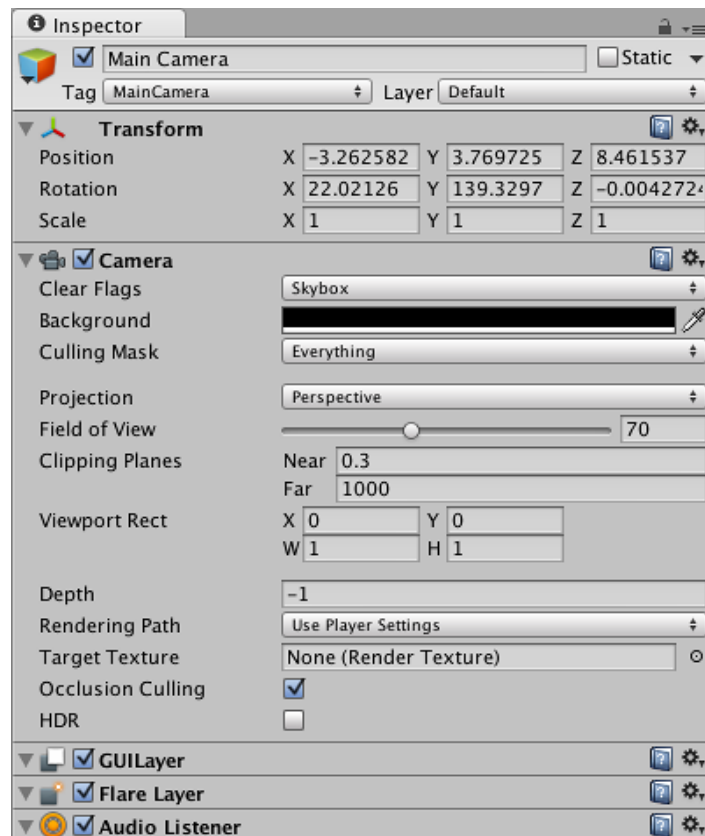 Inspector
Main Camera Static
Tag MainCamera Layer Default
Transform
Position X -3.262582 Y 3.769725 Z 8.461537
Rotation X 22.02126 Y 139.3297 Z -0.004272
Scale X 1 Y 1 Z 1
Camera
Clear Flags Skybox
Background
Culling Mask Everything
Projection Perspective
Field of View 70
Clipping Planes Near 0.3
Far 1000
Viewport Rect X 0 Y 0
W 1 H 1
Depth -1
Rendering Path Use Player Settings
Target Texture None (Render Texture)
Occlusion Culling
HDR
GUILayer
Flare Layer
Audio Listener